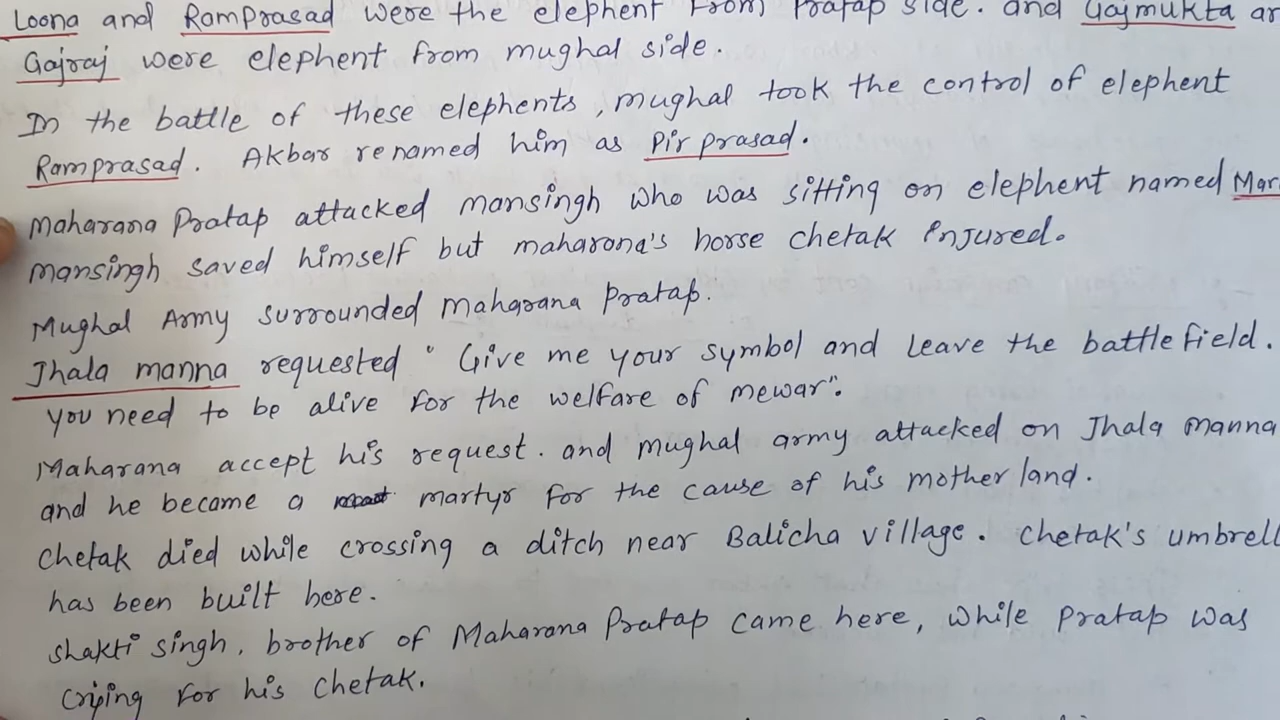 Loona and Ramprasad were the elephent from Pratap side. and Gajmukta
Gajraj were elephent from mughal side.
In the battle of these elephents, mughal took the control of elephent
Ramprasad. Akbar renamed him as Pir prasad.
Maharana Pratap attacked mansingh who was sitting on elephent named
mansingh saved himself but maharana's horse chetak injured.
Mughal Army surrounded maharana Pratap.
Jhala manna requested " Give me your symbol and leave the battle field.
you need to be alive for the welfare of mewar".
Maharana accept his request. and mughal army attacked on Jhala manna
and he became a martyr for the cause of his mother land.
Chetak died while crossing a ditch near Balicha village. Chetak's umbrell
has been built here.
shakti singh, brother of Maharana Pratap came here, while Pratap was
crying for his chetak.